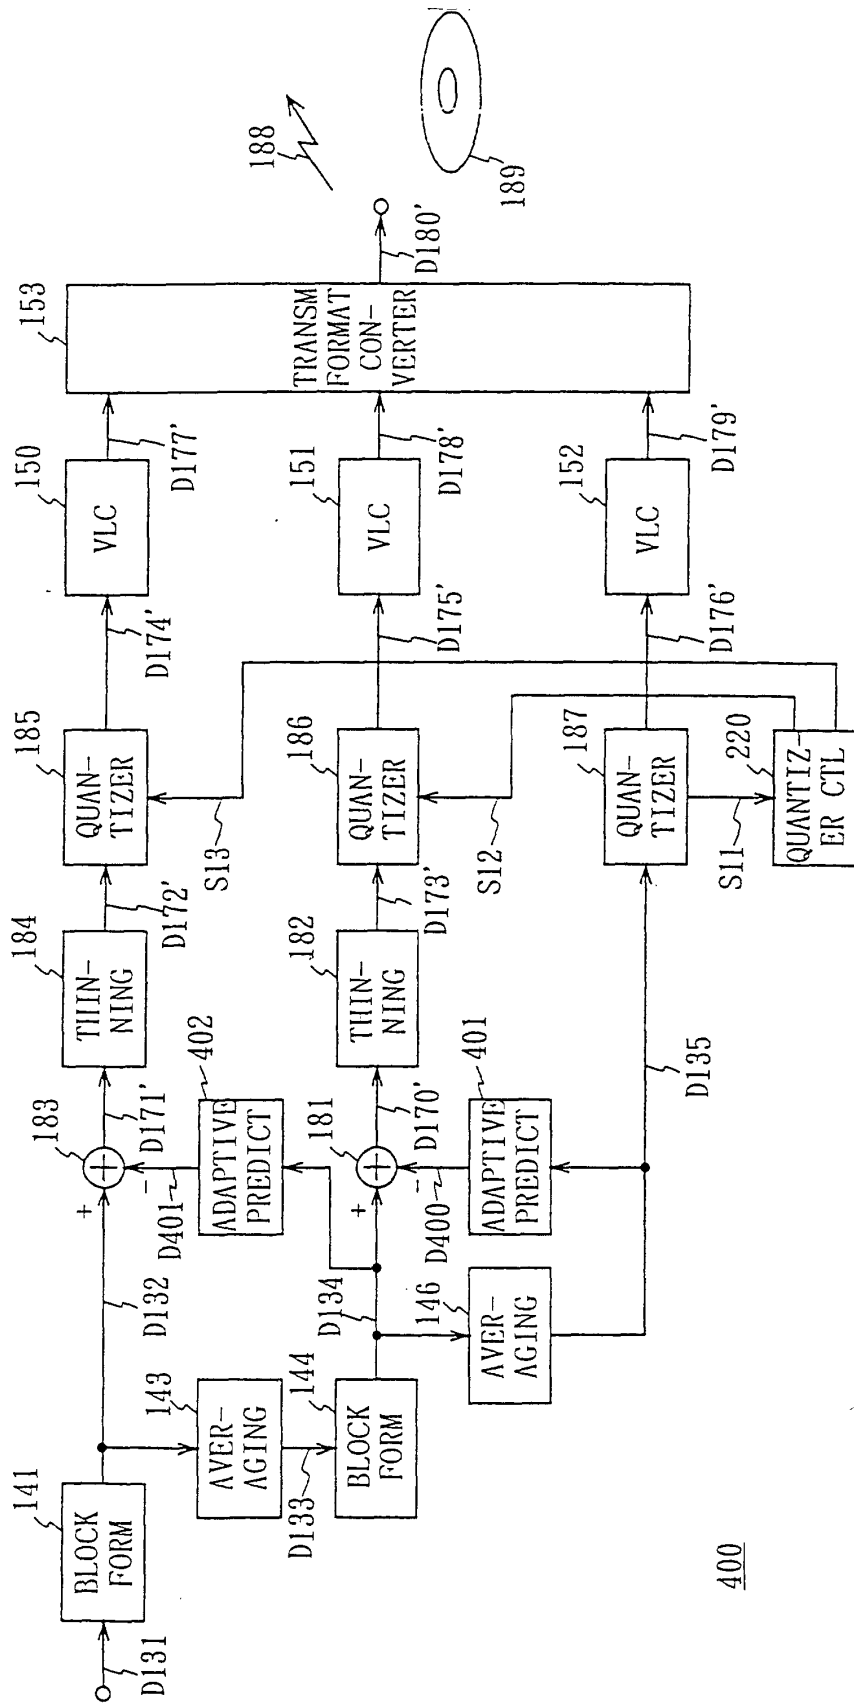 D131
141
BLOCK
FORM
D132
143
AVER-
AGING
D133
144
BLOCK
FORM
D134
146
AVER-
AGING
D135
+
183
−
D401
402
ADAPTIVE
PREDICT
D171'
+
181
−
D400
401
ADAPTIVE
PREDICT
D170'
184
THIN-
NING
D172'
182
THIN-
NING
D173'
185
QUAN-
TIZER
S13
186
QUAN-
TIZER
S12
187
QUAN-
TIZER
S11
220
QUANTIZ-
ER CTL
D174'
D175'
D176'
150
VLC
D177'
151
VLC
D178'
152
VLC
D179'
153
TRANSM
FORMAT
CON-
VERTER
D180'
188
189
400